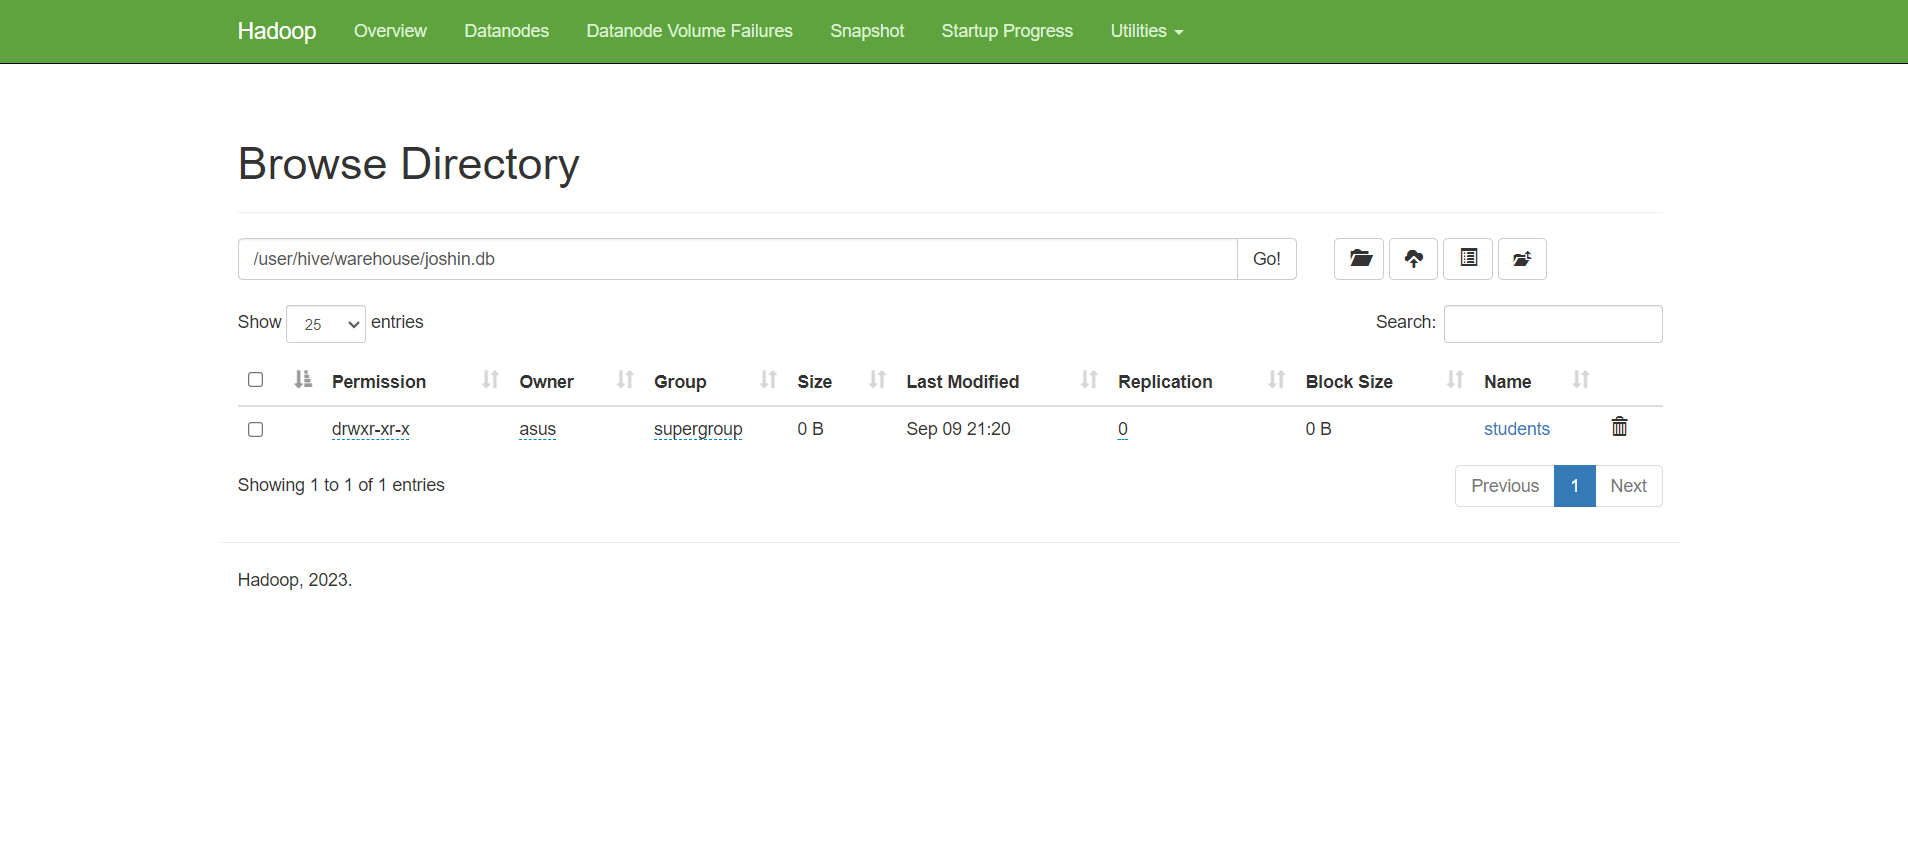 Hadoop Overview Datanodes Datanode Volume Failures Snapshot Startup Progress Utilities
Browse Directory
/user/hive/warehouse/joshin.db Go!
Show 25 entries Search:
Permission Owner Group Size Last Modified Replication Block Size Name
drwxr-xr-x asus supergroup 0 B Sep 09 21:20 0 0 B students
Showing 1 to 1 of 1 entries Previous 1 Next
Hadoop, 2023.